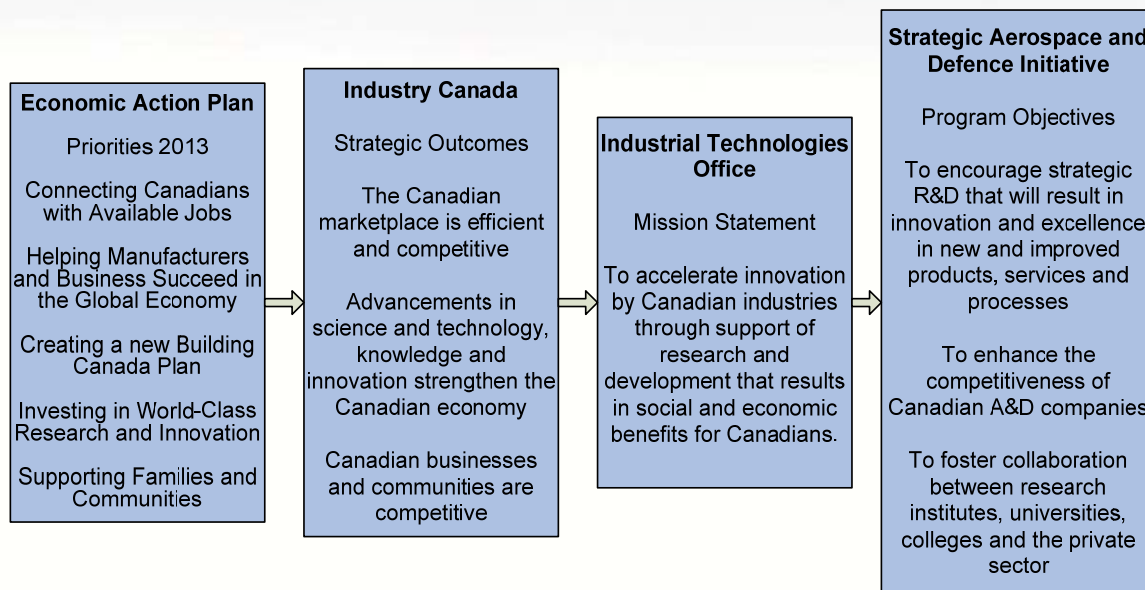 Economic Action Plan
Priorities 2013
Connecting Canadians
with Available Jobs
Helping Manufacturers
and Business Succeed in
the Global Economy
Creating a new Building
Canada Plan
Investing in World-Class
Research and Innovation
Supporting Families and
Communities
Industry Canada
Strategic Outcomes
The Canadian
marketplace is efficient
and competitive
Advancements in
science and technology,
knowledge and
innovation strengthen the
Canadian economy
Canadian businesses
and communities are
competitive
Industrial Technologies
Office
Mission Statement
To accelerate innovation
by Canadian industries
through support of
research and
development that results
in social and economic
benefits for Canadians.
Strategic Aerospace and
Defence Initiative
Program Objectives
To encourage strategic
R&D that will result in
innovation and excellence
in new and improved
products, services and
processes
To enhance the
competitiveness of
Canadian A&D companies
To foster collaboration
between research
institutes, universities,
colleges and the private
sector